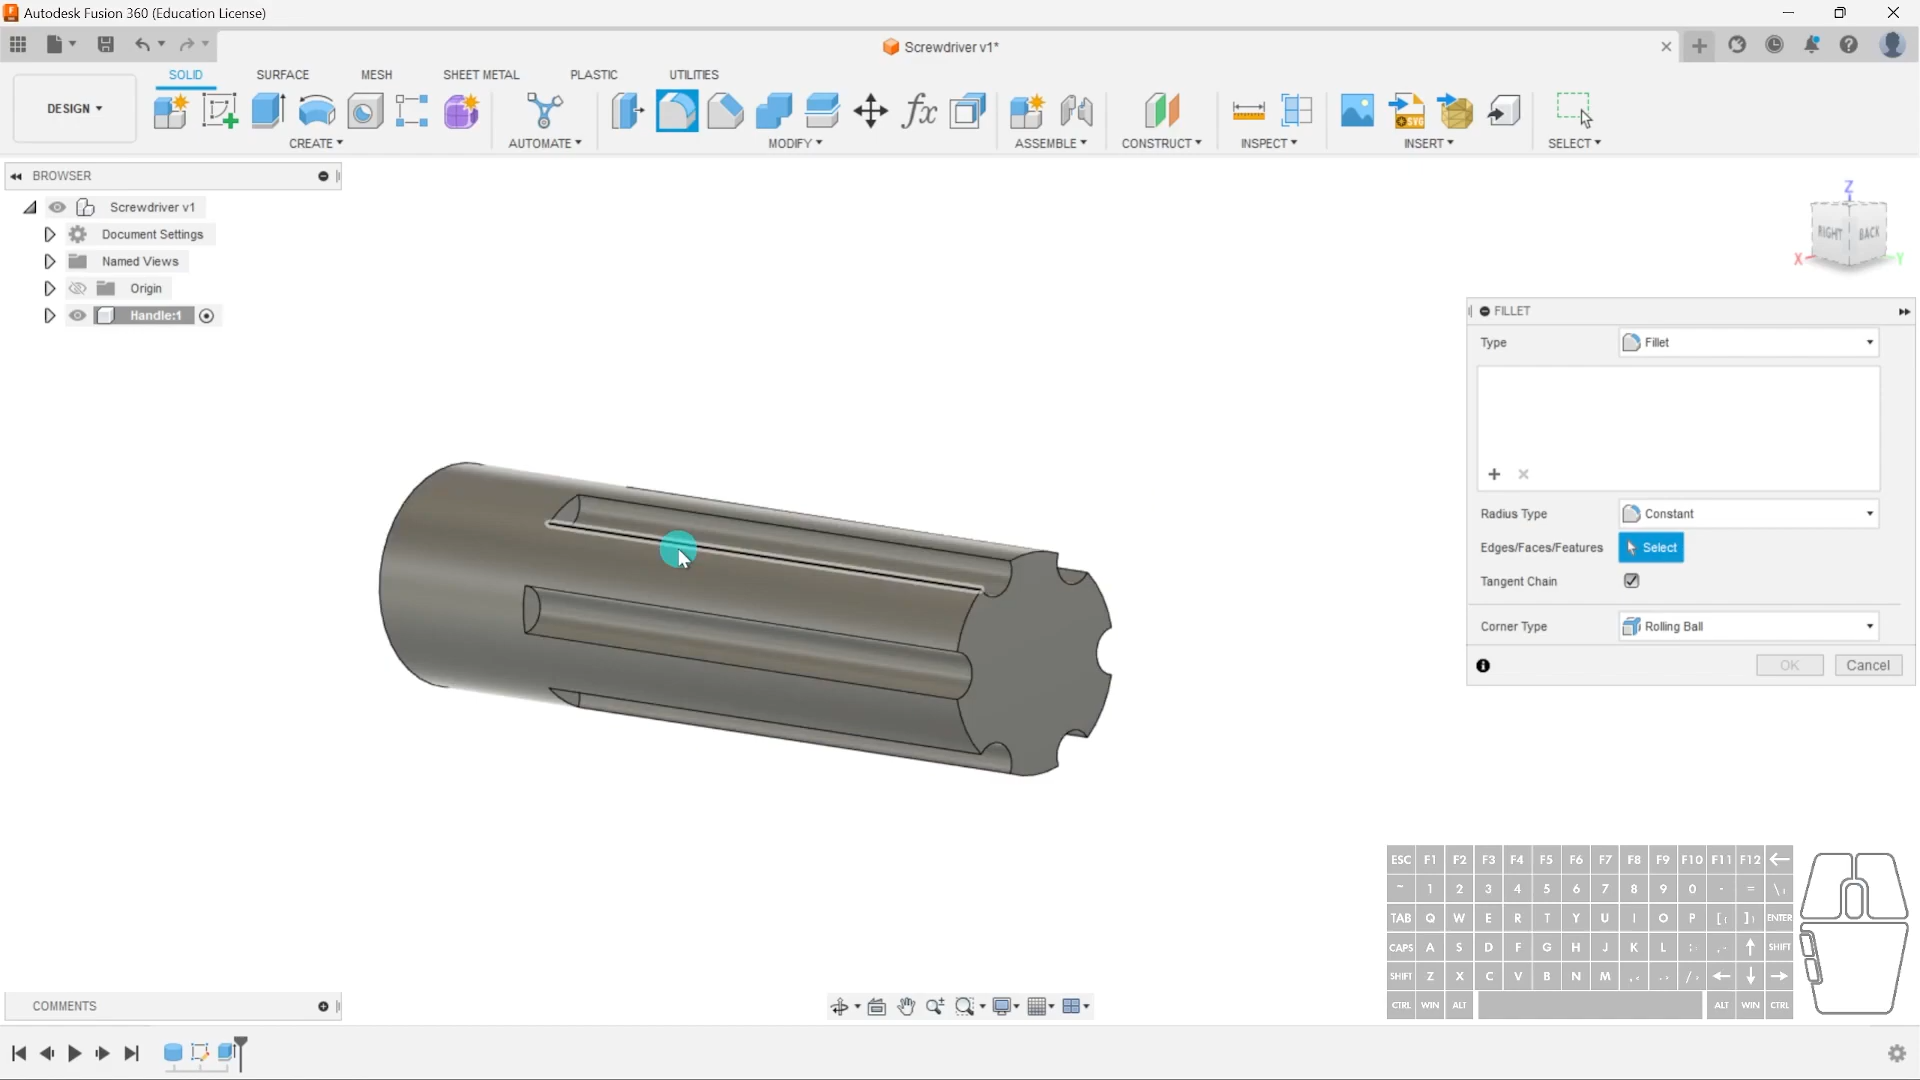 Autodesk Fusion 360 (Education License)
Screwdriver v1*
DESIGN
SOLID SURFACE MESH SHEET METAL PLASTIC UTILITIES
CREATE AUTOMATE MODIFY ASSEMBLE CONSTRUCT INSPECT INSERT SELECT
BROWSER
Screwdriver v1
Document Settings
Named Views
Origin
Handle:1
Z
RIGHT BACK
X Y
FILLET
Type Fillet
Radius Type Constant
Edges/Faces/Features Select
Tangent Chain
Corner Type Rolling Ball
OK Cancel
ESC F1 F2 F3 F4 F5 F6 F7 F8 F9 F10 F11 F12
~ 1 2 3 4 5 6 7 8 9 0 - =
TAB Q W E R T Y U I O P [ ] ENTER
CAPS A S D F G H J K L SHIFT
SHIFT Z X C V B N M
CTRL WIN ALT ALT WIN CTRL
COMMENTS